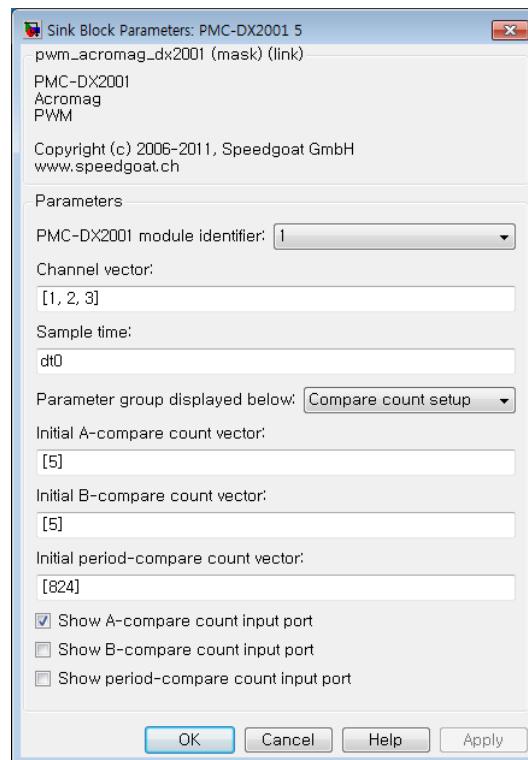 Sink Block Parameters: PMC-DX2001 5
pwm_acromag_dx2001 (mask) (link)
PMC-DX2001
Acromag
PWM
Copyright (c) 2006-2011, Speedgoat GmbH
www.speedgoat.ch
Parameters
PMC-DX2001 module identifier: 1
Channel vector:
[1, 2, 3]
Sample time:
dt0
Parameter group displayed below: Compare count setup
Initial A-compare count vector:
[5]
Initial B-compare count vector:
[5]
Initial period-compare count vector:
[824]
Show A-compare count input port
Show B-compare count input port
Show period-compare count input port
OK Cancel Help Apply